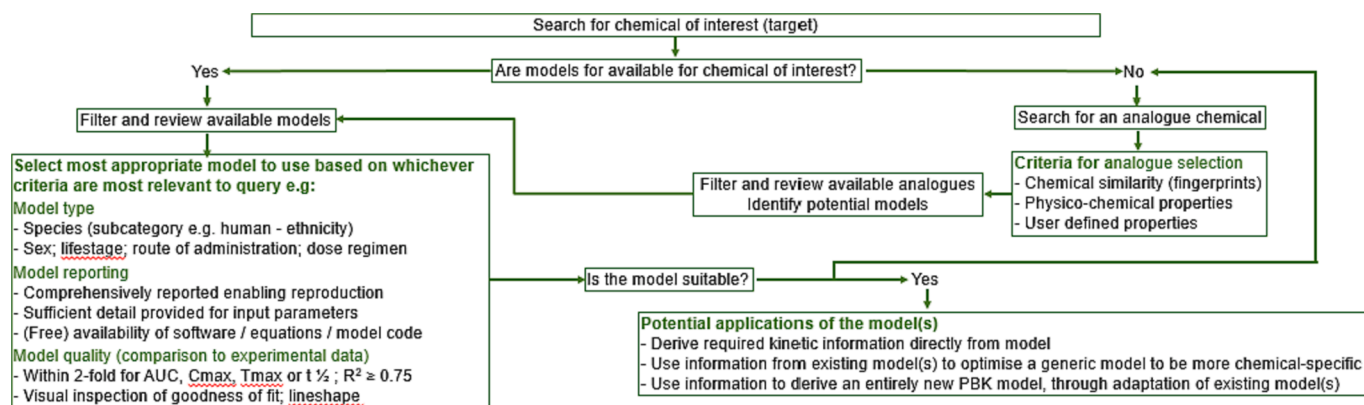 Search for chemical of interest (target)
Yes
Are models for available for chemical of interest?
No
Filter and review available models
Search for an analogue chemical
Select most appropriate model to use based on whichever
criteria are most relevant to query e.g:
Model type
- Species (subcategory e.g. human - ethnicity)
- Sex; lifestage; route of administration; dose regimen
Model reporting
- Comprehensively reported enabling reproduction
- Sufficient detail provided for input parameters
- (Free) availability of software / equations / model code
Model quality (comparison to experimental data)
- Within 2-fold for AUC, Cmax, Tmax or t ½ ; R² ≥ 0.75
- Visual inspection of goodness of fit; lineshape
Criteria for analogue selection
- Chemical similarity (fingerprints)
- Physico-chemical properties
- User defined properties
Filter and review available analogues
Identify potential models
Is the model suitable?
Yes
Potential applications of the model(s)
- Derive required kinetic information directly from model
- Use information from existing model(s) to optimise a generic model to be more chemical-specific
- Use information to derive an entirely new PBK model, through adaptation of existing model(s)